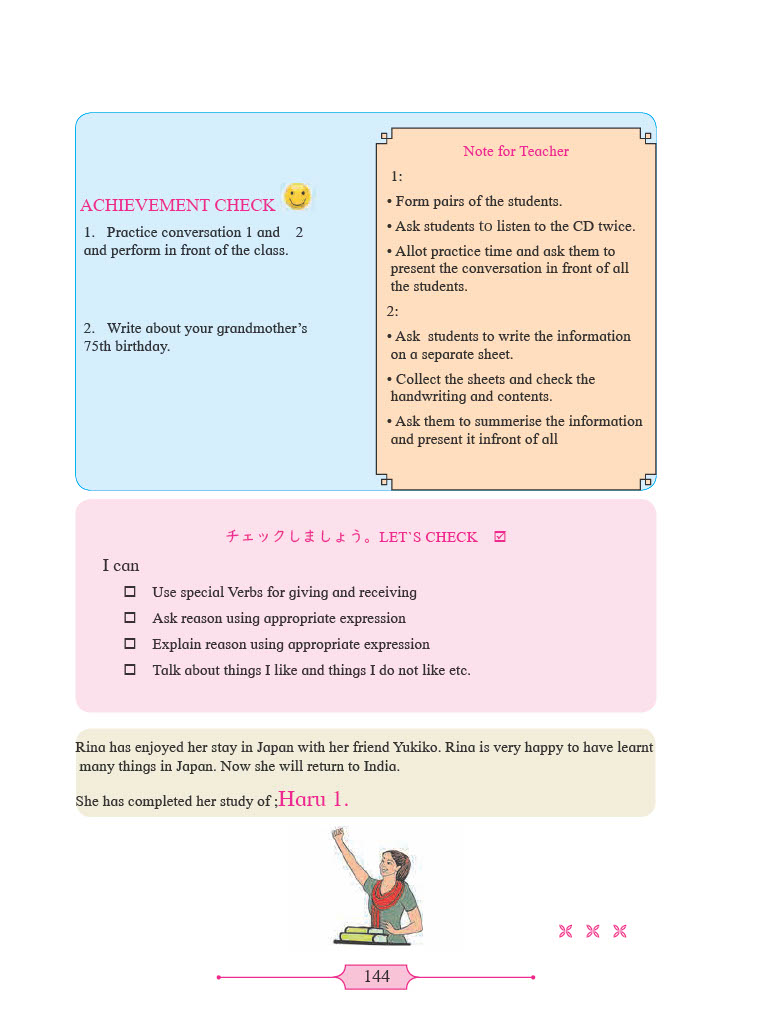 ACHIEVEMENT CHECK
1. Practice conversation 1 and 2
and perform in front of the class.
2. Write about your grandmother’s
75th birthday.
Note for Teacher
1:
• Form pairs of the students.
• Ask students to listen to the CD twice.
• Allot practice time and ask them to
present the conversation in front of all
the students.
2:
• Ask students to write the information
on a separate sheet.
• Collect the sheets and check the
handwriting and contents.
• Ask them to summerise the information
and present it infront of all
チェックしましょう。LET`S CHECK ☑
I can
☐ Use special Verbs for giving and receiving
☐ Ask reason using appropriate expression
☐ Explain reason using appropriate expression
☐ Talk about things I like and things I do not like etc.
Rina has enjoyed her stay in Japan with her friend Yukiko. Rina is very happy to have learnt
many things in Japan. Now she will return to India.
She has completed her study of ;Haru 1.
144